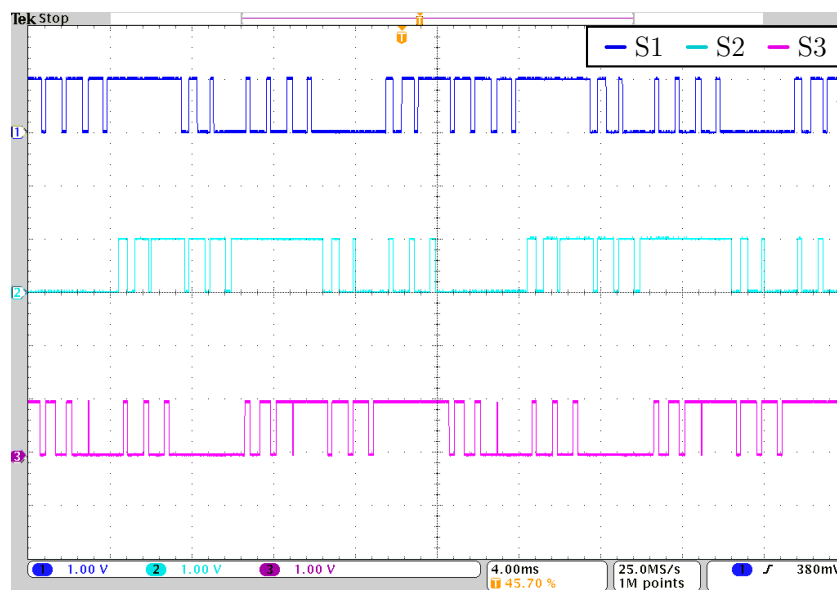 Tek Stop
T
T
S1 S2 S3
1
2
3
1 1.00 V 2 1.00 V 3 1.00 V 4.00ms 25.0MS/s 1 380mV
T 45.70 % 1M points